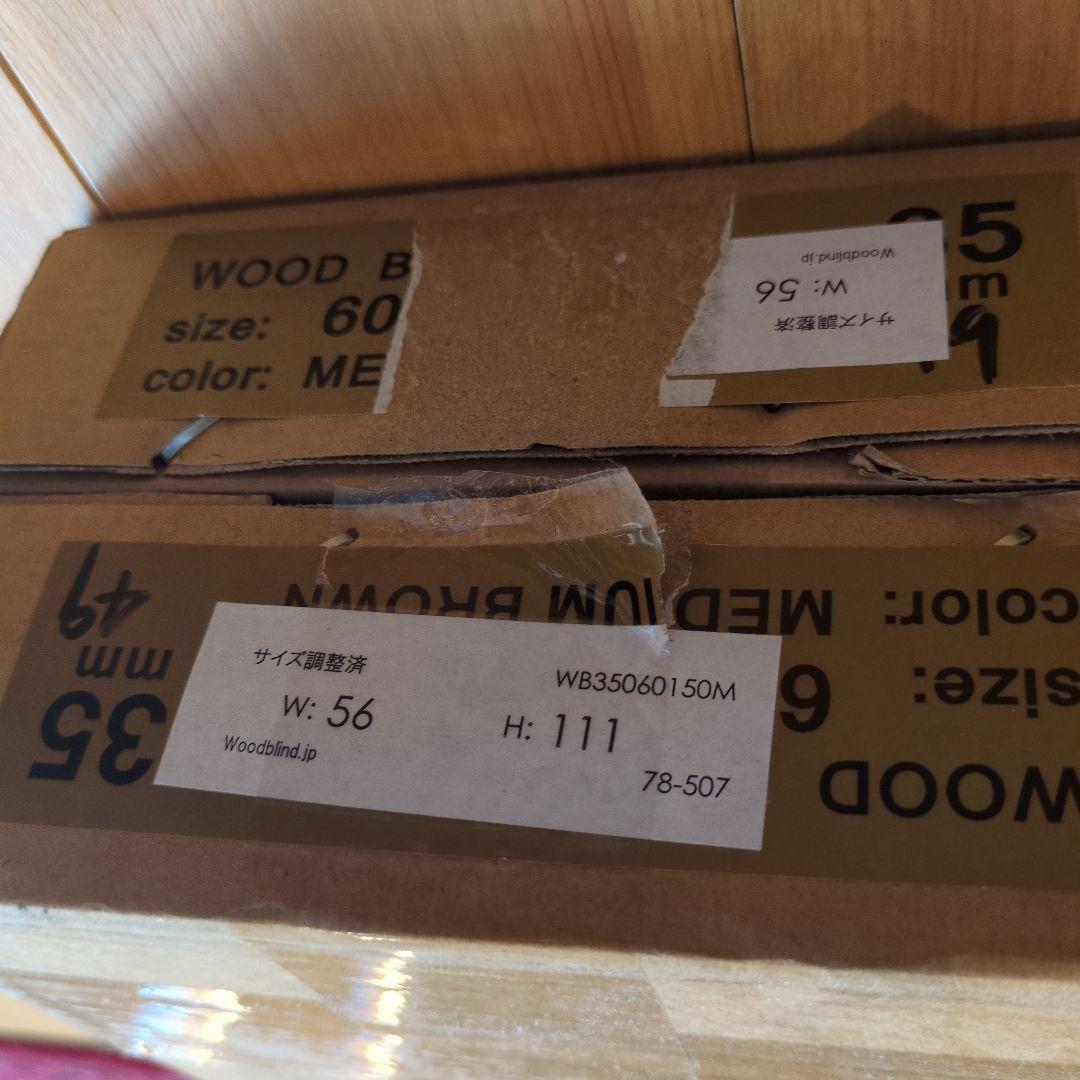 WOOD B
size: 60
color: ME
35
mm
Woodblind.jp
W: 56
サイズ調整済
49
mm
35
color: MEDIUM BROWN
size: 6
WOOD
サイズ調整済
WB35060150M
W: 56
H: 111
Woodblind.jp
78-507